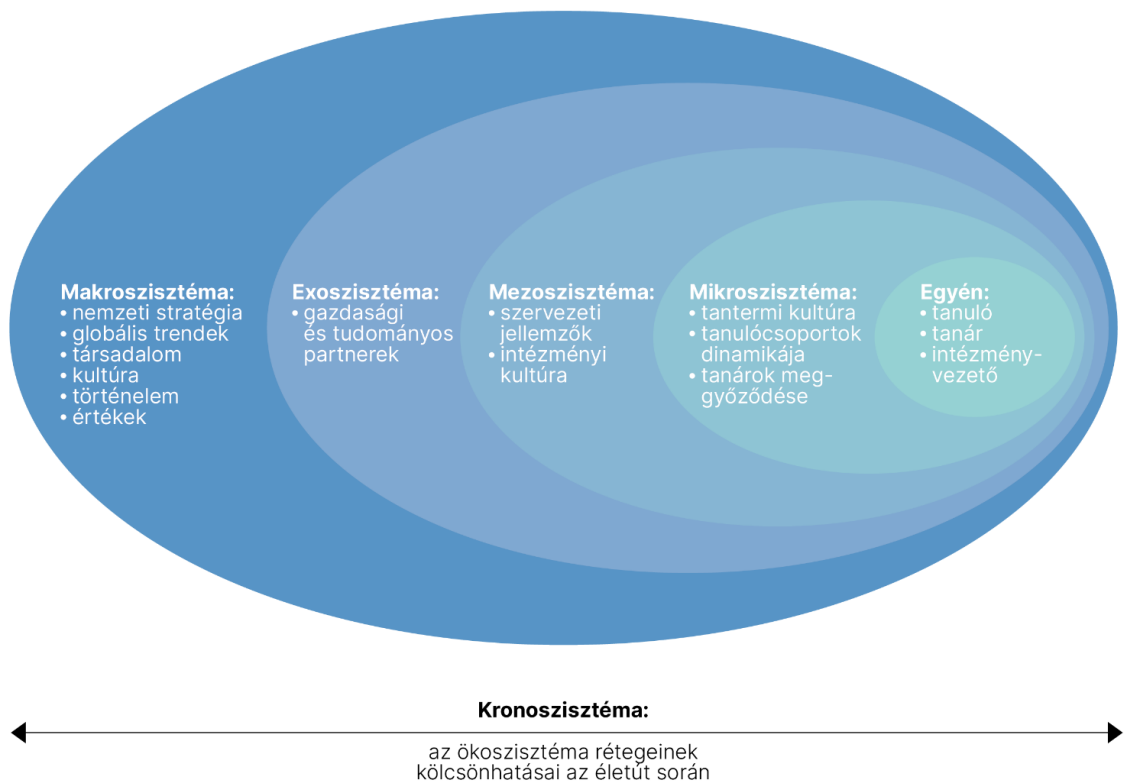 Makroszisztéma:
• nemzeti stratégia
• globális trendek
• társadalom
• kultúra
• történelem
• értékek
Exoszisztéma:
• gazdasági
és tudományos
partnerek
Mezoszisztéma:
• szervezeti
jellemzők
• intézményi
kultúra
Mikroszisztéma:
• tantermi kultúra
• tanulócsoportok
dinamikája
• tanárok meg-
győződése
Egyén:
• tanuló
• tanár
• intézmény-
vezető
Kronoszisztéma:
az ökoszisztéma rétegeinek
kölcsönhatásai az életút során